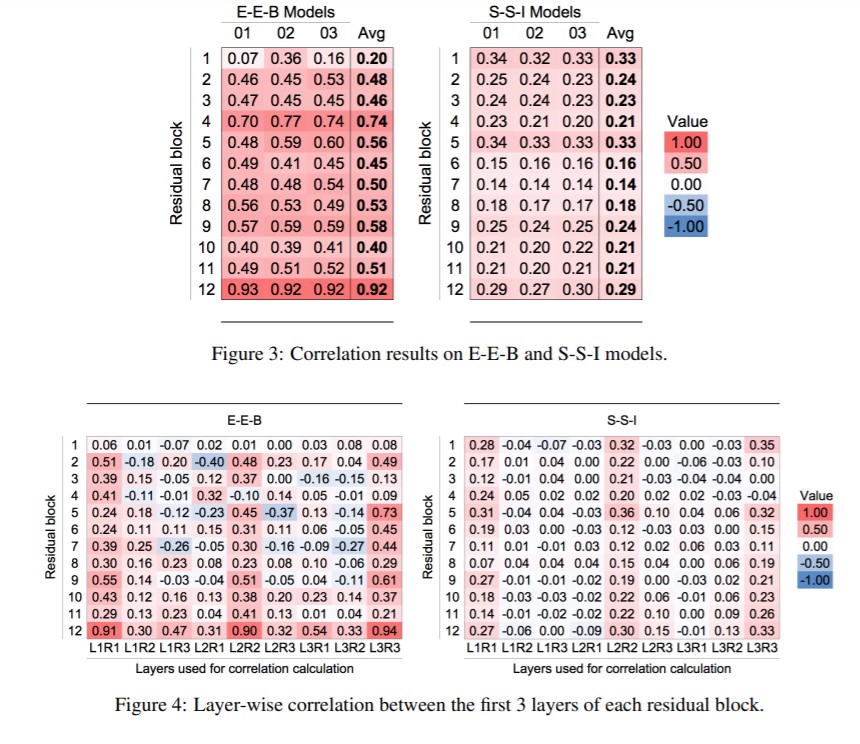 E-E-B Models S-S-I Models
01 02 03 Avg 01 02 03 Avg
1 0.07 0.36 0.16 0.20 1 0.34 0.32 0.33 0.33
2 0.46 0.45 0.53 0.48 2 0.25 0.24 0.23 0.24
3 0.47 0.45 0.45 0.46 3 0.24 0.24 0.23 0.23
4 0.70 0.77 0.74 0.74 4 0.23 0.21 0.20 0.21 Value
5 0.48 0.59 0.60 0.56 5 0.34 0.33 0.33 0.33 1.00
6 0.49 0.41 0.45 0.45 6 0.15 0.16 0.16 0.16 0.50
7 0.48 0.48 0.54 0.50 7 0.14 0.14 0.14 0.14 0.00
8 0.56 0.53 0.49 0.53 8 0.18 0.17 0.17 0.18 -0.50
9 0.57 0.59 0.59 0.58 9 0.25 0.24 0.25 0.24 -1.00
10 0.40 0.39 0.41 0.40 10 0.21 0.20 0.22 0.21
11 0.49 0.51 0.52 0.51 11 0.21 0.20 0.21 0.21
12 0.93 0.92 0.92 0.92 12 0.29 0.27 0.30 0.29
Residual block
Residual block
Figure 3: Correlation results on E-E-B and S-S-I models.
E-E-B S-S-I
1 0.06 0.01 -0.07 0.02 0.01 0.00 0.03 0.08 0.08 1 0.28 -0.04 -0.07 -0.03 0.32 -0.03 0.00 -0.03 0.35
2 0.51 -0.18 0.20 -0.40 0.48 0.23 0.17 0.04 0.49 2 0.17 0.01 0.04 0.00 0.22 0.00 -0.06 -0.03 0.10
3 0.39 0.15 -0.05 0.12 0.37 0.00 -0.16 -0.15 0.13 3 0.12 -0.01 0.04 0.00 0.21 -0.03 -0.04 -0.04 0.00
4 0.41 -0.11 -0.01 0.32 -0.10 0.14 0.05 -0.01 0.09 4 0.24 0.05 0.02 0.02 0.20 0.02 0.02 -0.03 -0.04 Value
5 0.24 0.18 -0.12 -0.23 0.45 -0.37 0.13 -0.14 0.73 5 0.31 -0.04 0.04 -0.03 0.36 0.10 0.04 0.06 0.32 1.00
6 0.24 0.11 0.11 0.15 0.31 0.11 0.06 -0.05 0.45 6 0.19 0.03 0.00 -0.03 0.12 -0.03 0.03 0.00 0.15 0.50
7 0.39 0.25 -0.26 -0.05 0.30 -0.16 -0.09 -0.27 0.44 7 0.11 0.01 -0.01 0.03 0.12 0.02 0.06 0.03 0.11 0.00
8 0.30 0.16 0.23 0.08 0.23 0.08 0.10 -0.06 0.29 8 0.07 0.04 0.04 0.04 0.15 0.04 0.00 0.06 0.19 -0.50
9 0.55 0.14 -0.03 -0.04 0.51 -0.05 0.04 -0.11 0.61 9 0.27 -0.01 -0.01 -0.02 0.19 0.00 -0.03 0.02 0.21 -1.00
10 0.43 0.12 0.16 0.13 0.38 0.20 0.23 0.14 0.37 10 0.18 -0.03 -0.03 -0.02 0.22 0.06 -0.01 0.06 0.23
11 0.29 0.13 0.23 0.04 0.41 0.13 0.01 0.04 0.21 11 0.14 -0.01 -0.02 -0.02 0.22 0.10 0.00 0.09 0.26
12 0.91 0.30 0.47 0.31 0.90 0.32 0.54 0.33 0.94 12 0.27 -0.06 0.00 -0.09 0.30 0.15 -0.01 0.13 0.33
L1R1 L1R2 L1R3 L2R1 L2R2 L2R3 L3R1 L3R2 L3R3 L1R1 L1R2 L1R3 L2R1 L2R2 L2R3 L3R1 L3R2 L3R3
Residual block
Residual block
Layers used for correlation calculation Layers used for correlation calculation
Figure 4: Layer-wise correlation between the first 3 layers of each residual block.